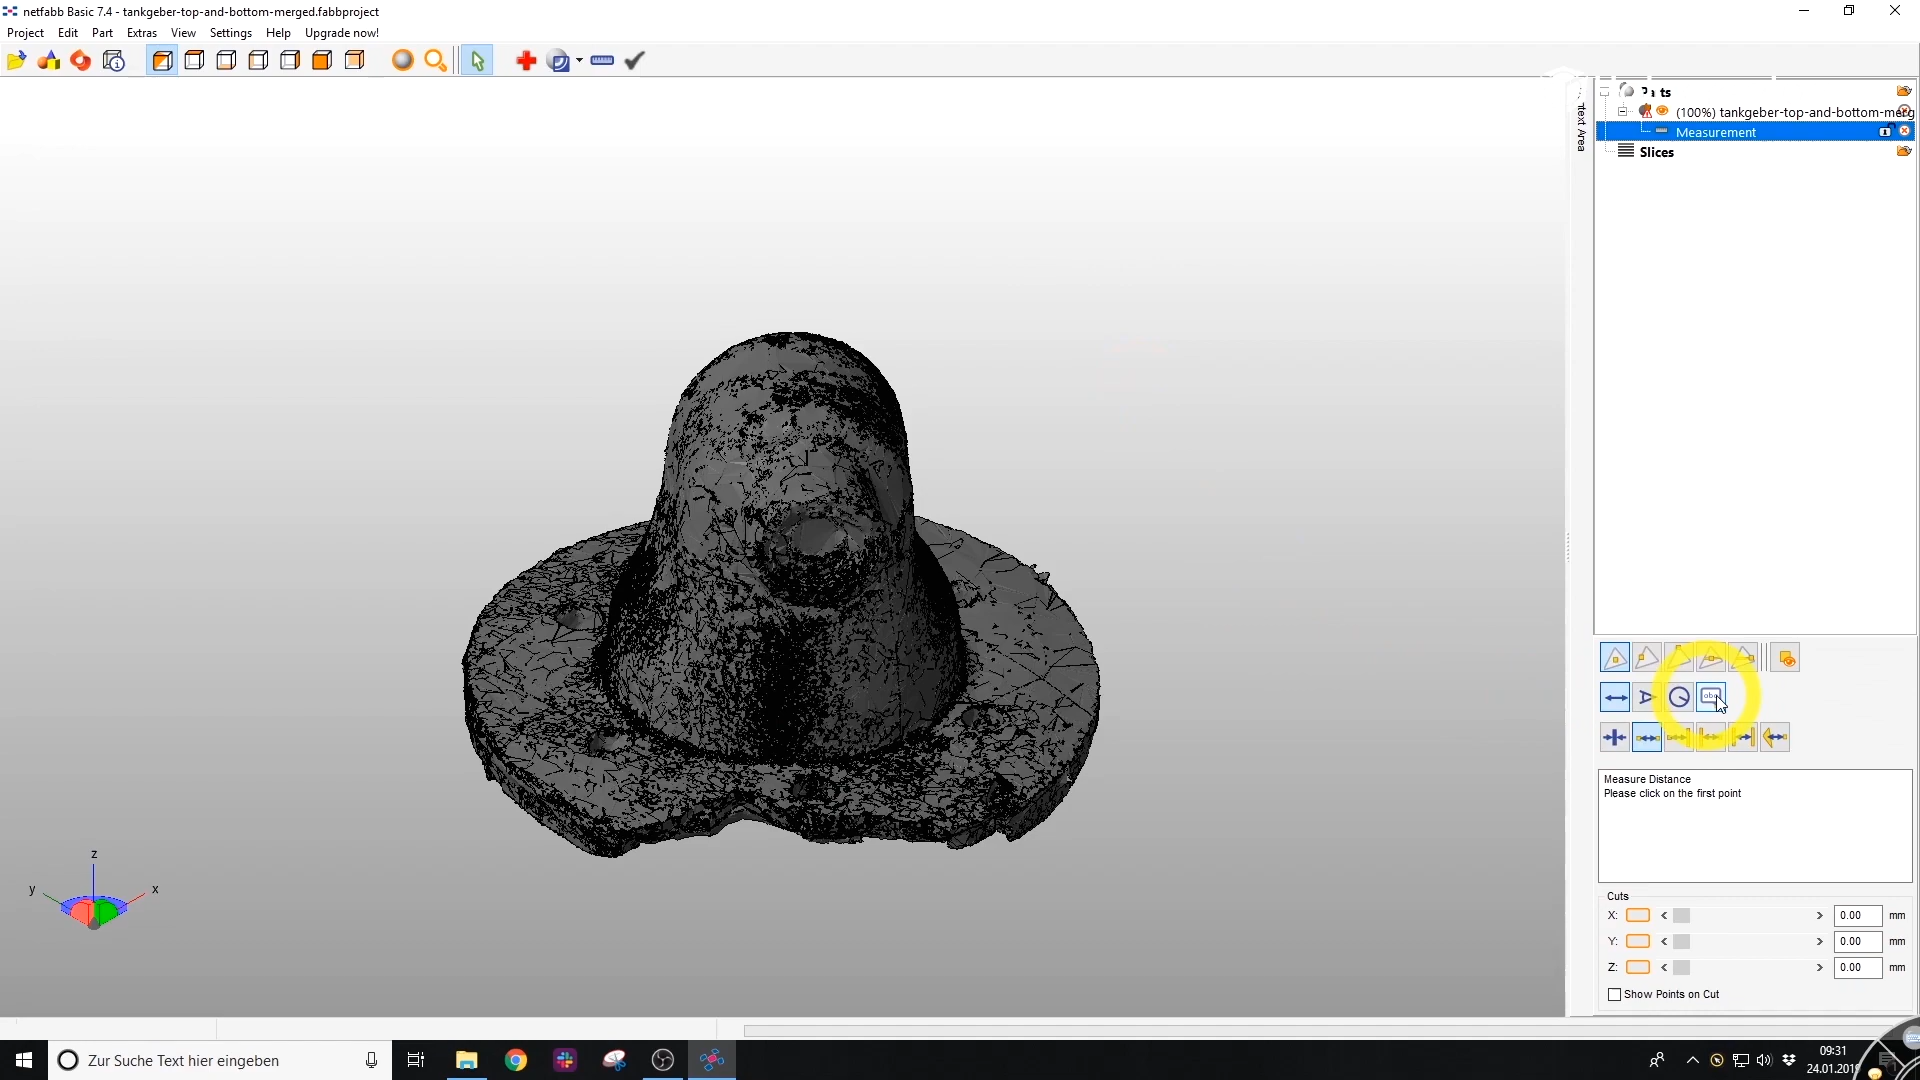 netfabb Basic 7.4 - tankgeber-top-and-bottom-merged.fabbproject
Project Edit Part Extras View Settings Help Upgrade now!
Context Area
Parts
(100%) tankgeber-top-and-bottom-merg
Measurement
Slices
abc
Measure Distance
Please click on the first point
Cuts
X: < > 0.00 mm
Y: < > 0.00 mm
Z: < > 0.00 mm
Show Points on Cut
z
y
x
Zur Suche Text hier eingeben
09:31
24.01.2019